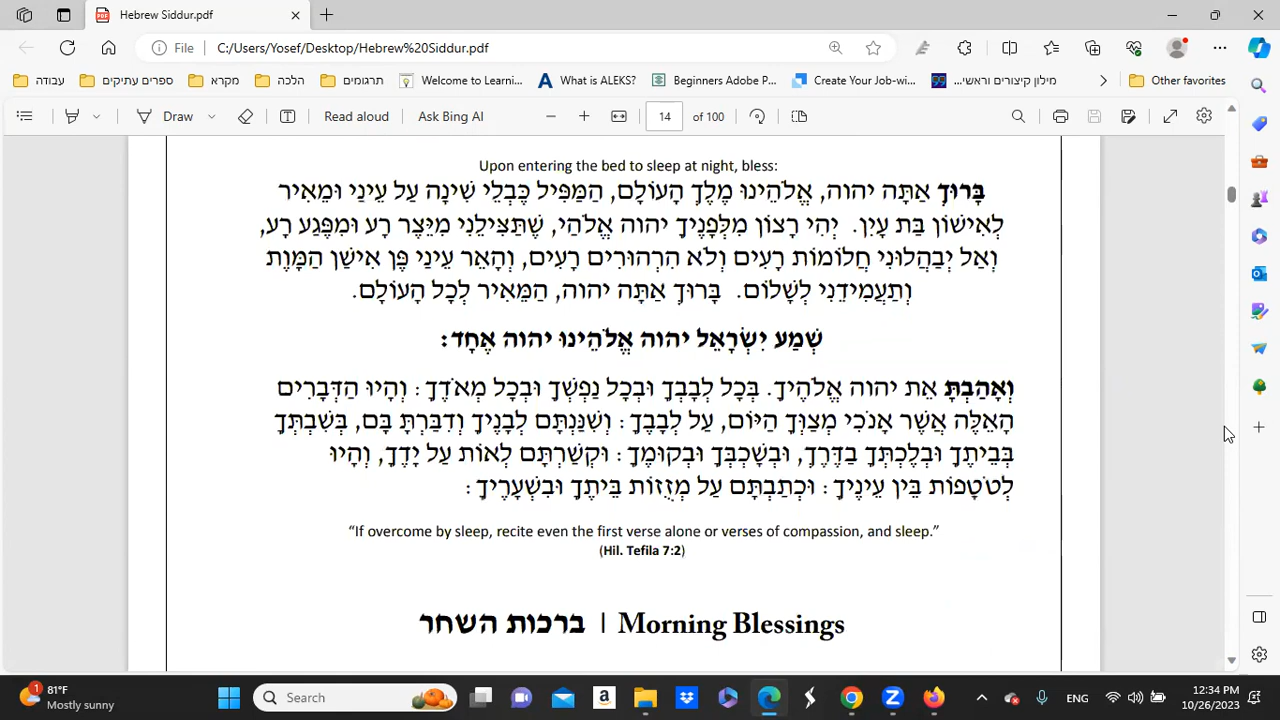 Hebrew Siddur.pdf
File
C:/Users/Yosef/Desktop/Hebrew%20Siddur.pdf
עבודה
ספרים עתיקים
מקרא
הלכה
תרגומים
Welcome to Learni...
What is ALEKS?
Beginners Adobe P...
Create Your Job-wi...
מילון קיצורים וראשי...
Other favorites
Draw
Read aloud
Ask Bing AI
14
of 100
Upon entering the bed to sleep at night, bless:
בָּרוּךְ אַתָּה יהוה, אֱלֹהֵינוּ מֶלֶךְ הָעוֹלָם, הַמַּפִּיל כֶּבְלֵי שִׁינָה עַל עֵינַי וּמֵאִיר
לְאִישׁוֹן בַּת עָיִן. יְהִי רָצוֹן מִלְּפָנֶיךָ יהוה אֱלֹהַי, שֶׁתַּצִּילֵנִי מִיֵּצֶר רָע וּמִפֶּגַע רָע,
וְאַל יְבַהֲלוּנִי חֲלוֹמוֹת רָעִים וְלֹא הִרְהוּרִים רָעִים, וְהָאֵר עֵינַי פֶּן אִישַׁן הַמָּוֶת
וְתַעֲמִידֵנִי לְשָׁלוֹם. בָּרוּךְ אַתָּה יהוה, הַמֵּאִיר לְכָל הָעוֹלָם.
שְׁמַע יִשְׂרָאֵל יהוה אֱלֹהֵינוּ יהוה אֶחָד:
וְאָהַבְתָּ אֵת יהוה אֱלֹהֶיךָ. בְּכָל לְבָבְךָ וּבְכָל נַפְשְׁךָ וּבְכָל מְאֹדֶךָ: וְהָיוּ הַדְּבָרִים
הָאֵלֶּה אֲשֶׁר אָנֹכִי מְצַוְּךָ הַיּוֹם, עַל לְבָבֶךָ: וְשִׁנַּנְתָּם לְבָנֶיךָ וְדִבַּרְתָּ בָּם, בְּשִׁבְתְּךָ
בְּבֵיתֶךָ וּבְלֶכְתְּךָ בַדֶּרֶךְ, וּבְשָׁכְבְּךָ וּבְקוּמֶךָ: וּקְשַׁרְתָּם לְאוֹת עַל יָדֶךָ, וְהָיוּ
לְטֹטָפוֹת בֵּין עֵינֶיךָ: וּכְתַבְתָּם עַל מְזֻזוֹת בֵּיתֶךָ וּבִשְׁעָרֶיךָ:
“If overcome by sleep, recite even the first verse alone or verses of compassion, and sleep.”
(Hil. Tefila 7:2)
ברכות השחר | Morning Blessings
81°F
Mostly sunny
Search
ENG
12:34 PM
10/26/2023